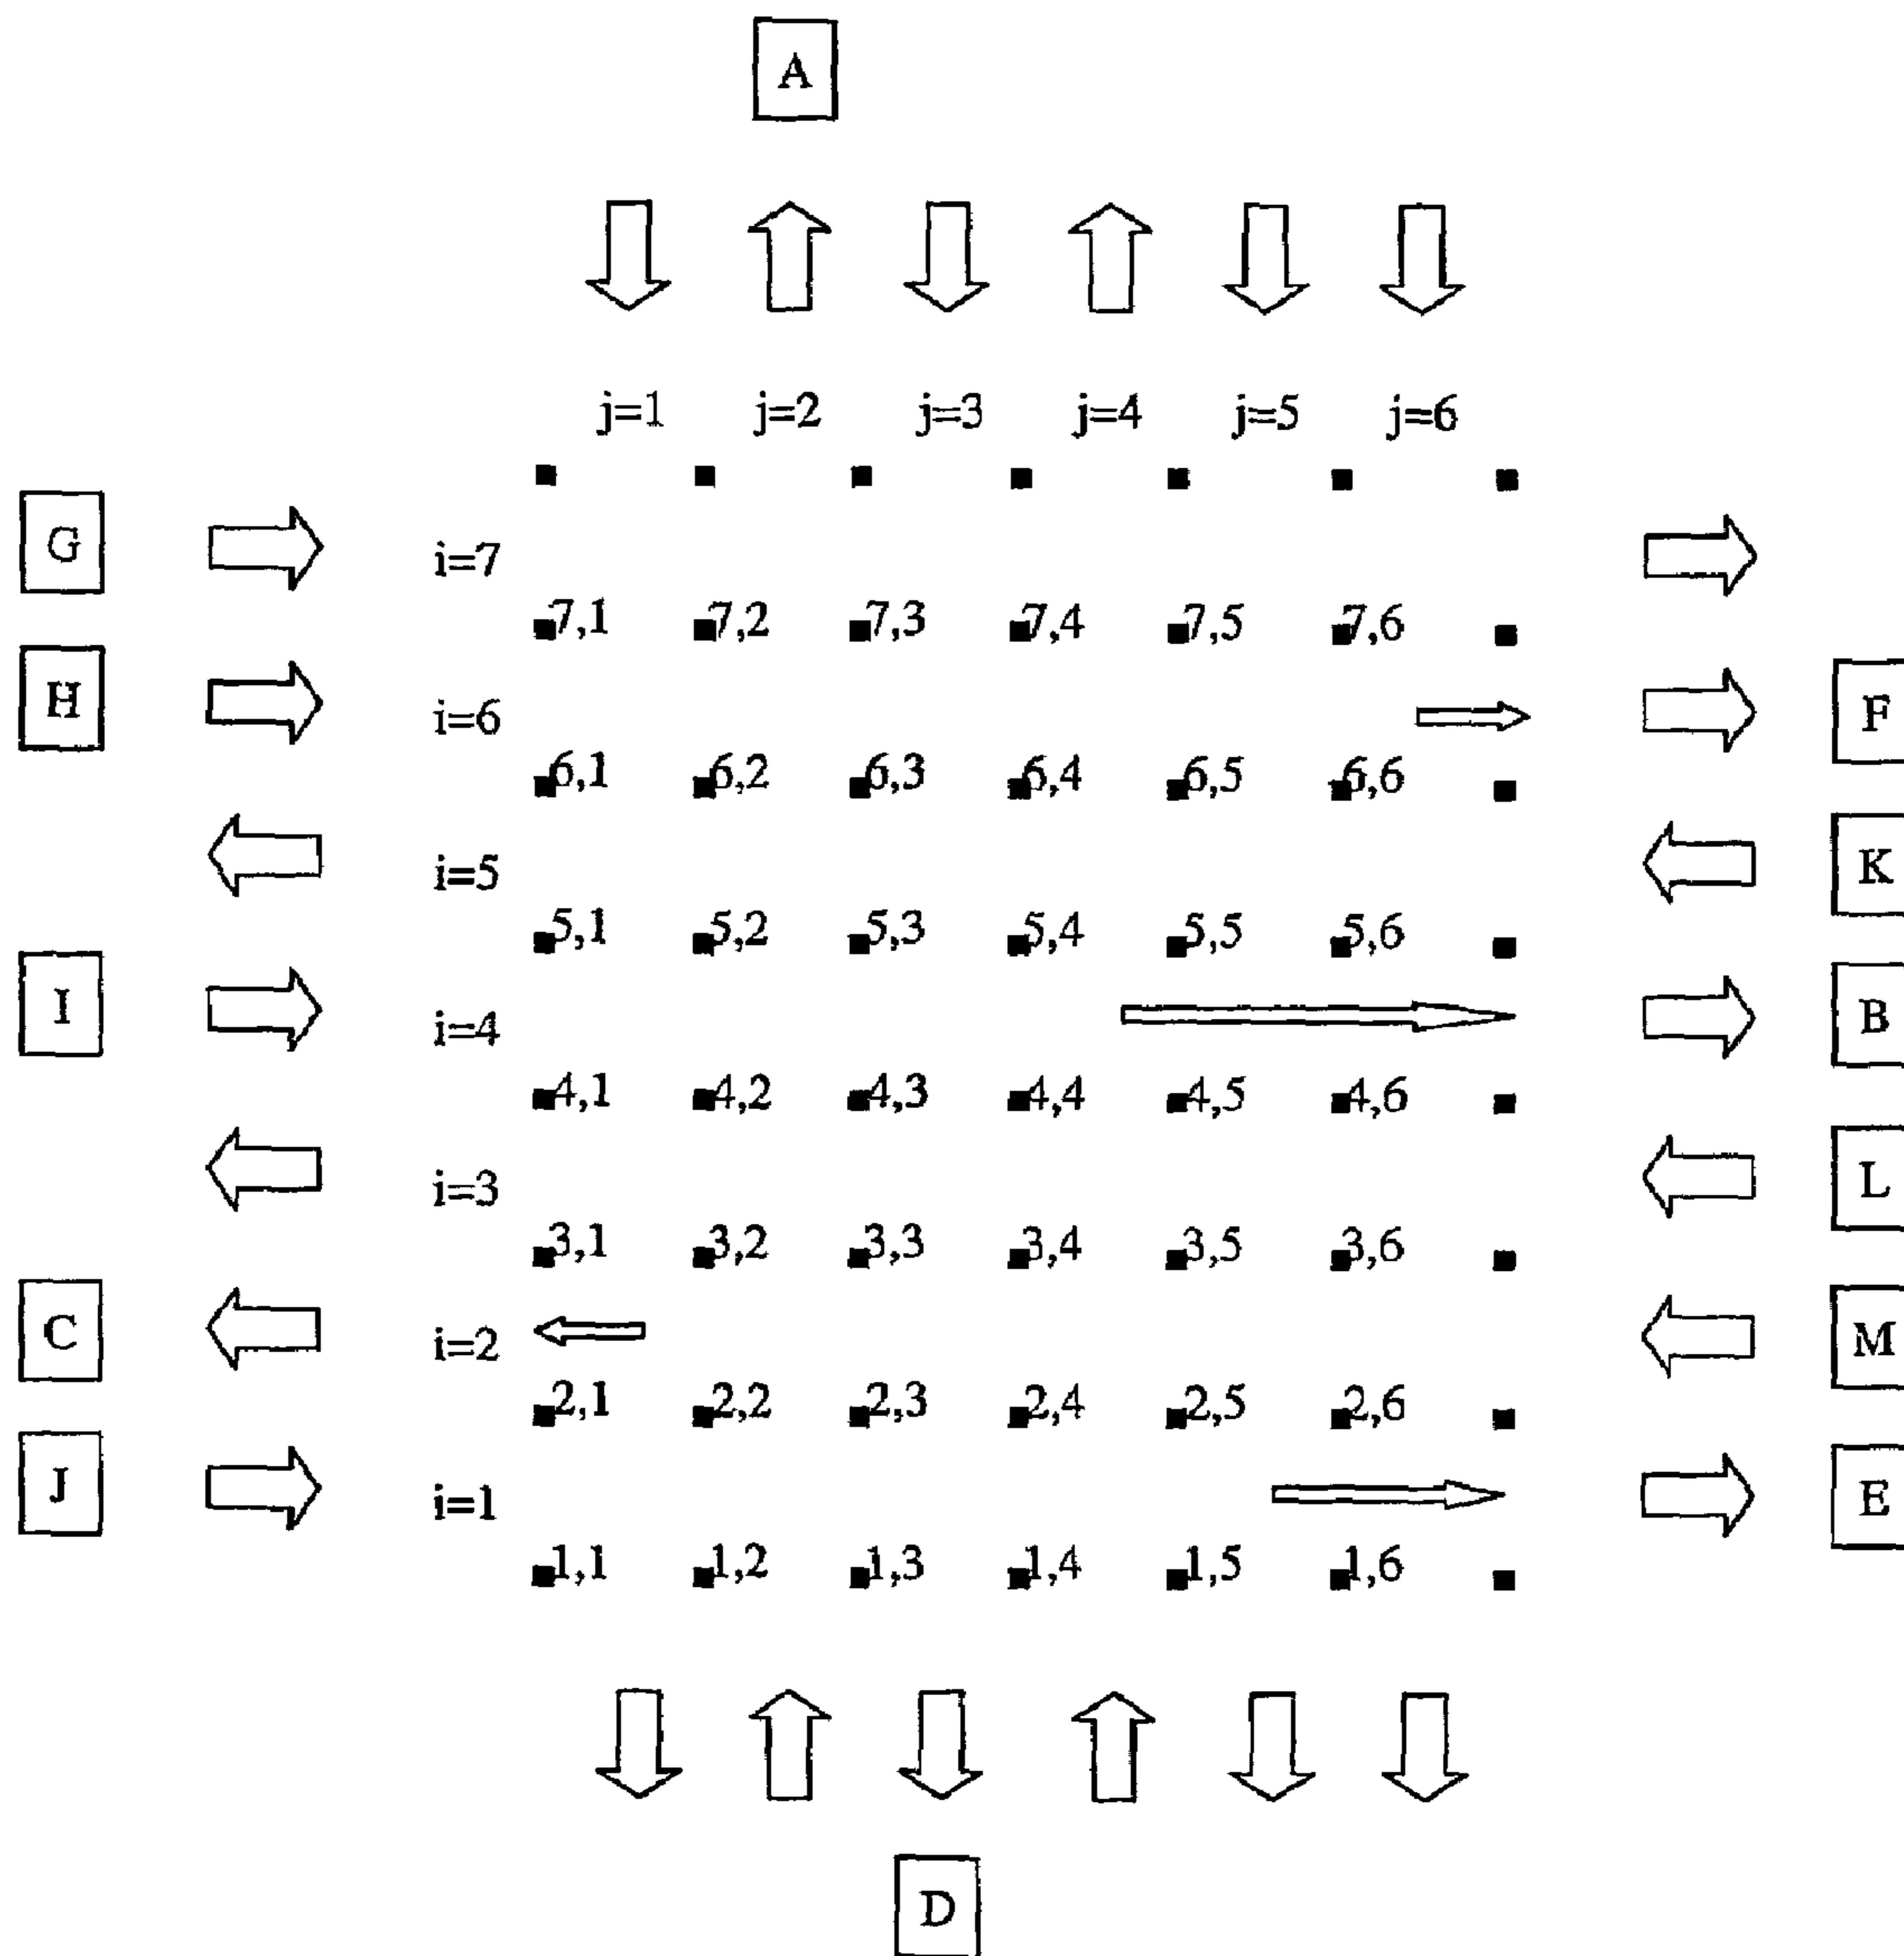 A
j=1 j=2 j=3 j=4 j=5 j=6
G i=7
7,1 7,2 7,3 7,4 7,5 7,6
H i=6 F
6,1 6,2 6,3 6,4 6,5 6,6
i=5 K
5,1 5,2 5,3 5,4 5,5 5,6
I i=4 B
4,1 4,2 4,3 4,4 4,5 4,6
i=3 L
3,1 3,2 3,3 3,4 3,5 3,6
C i=2 M
2,1 2,2 2,3 2,4 2,5 2,6
J i=1 E
1,1 1,2 1,3 1,4 1,5 1,6
D